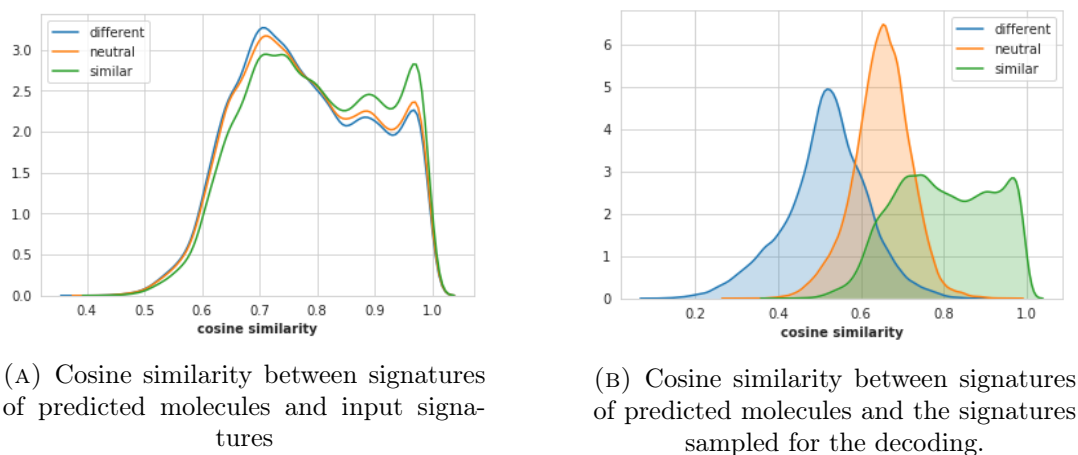 different
neutral
similar
3.0
2.5
2.0
1.5
1.0
0.5
0.0
0.4 0.5 0.6 0.7 0.8 0.9 1.0
cosine similarity
(A) Cosine similarity between signatures
of predicted molecules and input signa-
tures
different
neutral
similar
6
5
4
3
2
1
0
0.2 0.4 0.6 0.8 1.0
cosine similarity
(B) Cosine similarity between signatures
of predicted molecules and the signatures
sampled for the decoding.